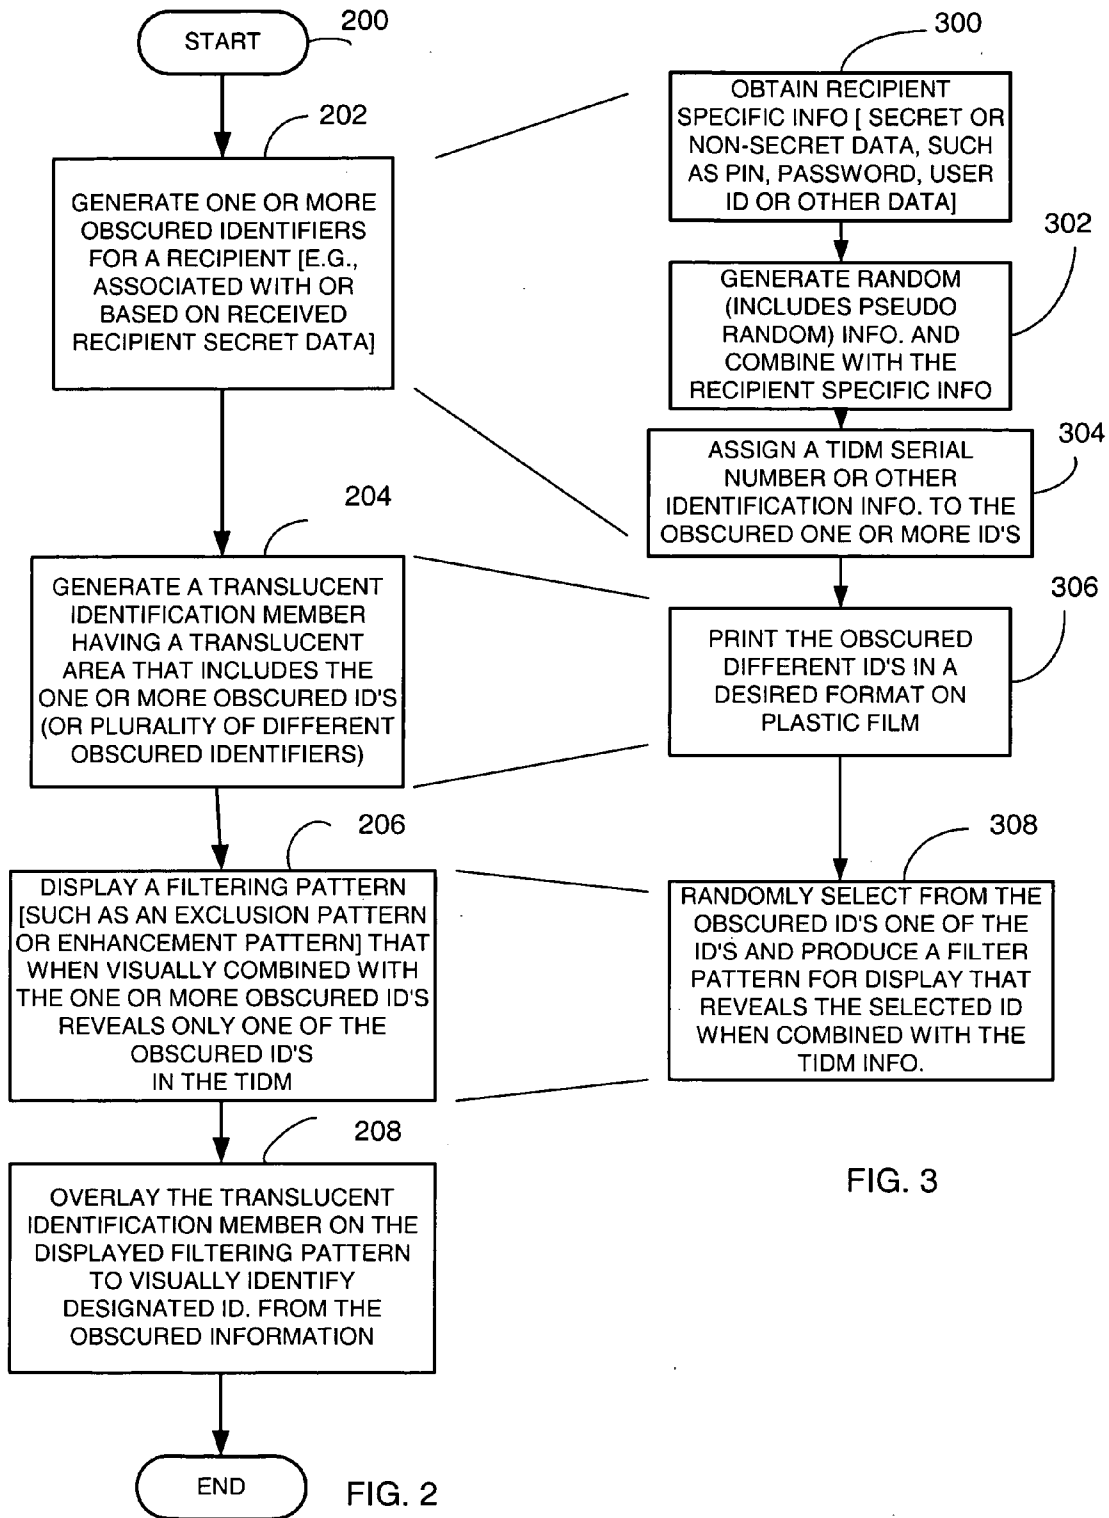 START
200
202
GENERATE ONE OR MORE
OBSCURED IDENTIFIERS
FOR A RECIPIENT [E.G.,
ASSOCIATED WITH OR
BASED ON RECEIVED
RECIPIENT SECRET DATA]
204
GENERATE A TRANSLUCENT
IDENTIFICATION MEMBER
HAVING A TRANSLUCENT
AREA THAT INCLUDES THE
ONE OR MORE OBSCURED ID'S
(OR PLURALITY OF DIFFERENT
OBSCURED IDENTIFIERS)
206
DISPLAY A FILTERING PATTERN
[SUCH AS AN EXCLUSION PATTERN
OR ENHANCEMENT PATTERN] THAT
WHEN VISUALLY COMBINED WITH
THE ONE OR MORE OBSCURED ID'S
REVEALS ONLY ONE OF THE
OBSCURED ID'S
IN THE TIDM
208
OVERLAY THE TRANSLUCENT
IDENTIFICATION MEMBER ON THE
DISPLAYED FILTERING PATTERN
TO VISUALLY IDENTIFY
DESIGNATED ID. FROM THE
OBSCURED INFORMATION
END
FIG. 2
300
OBTAIN RECIPIENT
SPECIFIC INFO [ SECRET OR
NON-SECRET DATA, SUCH
AS PIN, PASSWORD, USER
ID OR OTHER DATA]
302
GENERATE RANDOM
(INCLUDES PSEUDO
RANDOM) INFO. AND
COMBINE WITH THE
RECIPIENT SPECIFIC INFO
304
ASSIGN A TIDM SERIAL
NUMBER OR OTHER
IDENTIFICATION INFO. TO THE
OBSCURED ONE OR MORE ID'S
306
PRINT THE OBSCURED
DIFFERENT ID'S IN A
DESIRED FORMAT ON
PLASTIC FILM
308
RANDOMLY SELECT FROM THE
OBSCURED ID'S ONE OF THE
ID'S AND PRODUCE A FILTER
PATTERN FOR DISPLAY THAT
REVEALS THE SELECTED ID
WHEN COMBINED WITH THE
TIDM INFO.
FIG. 3